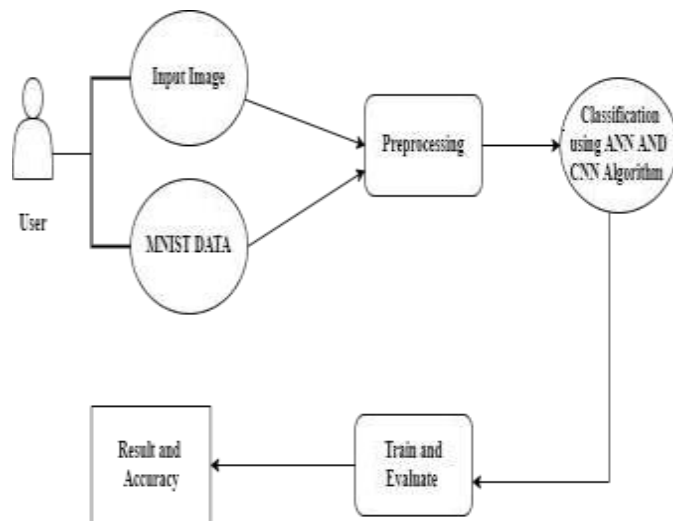 Input Image
Classification
using ANN AND
CNN Algorithm
Preprocessing
User
MNIST DATA
Result and
Accuracy
Train and
Evaluate